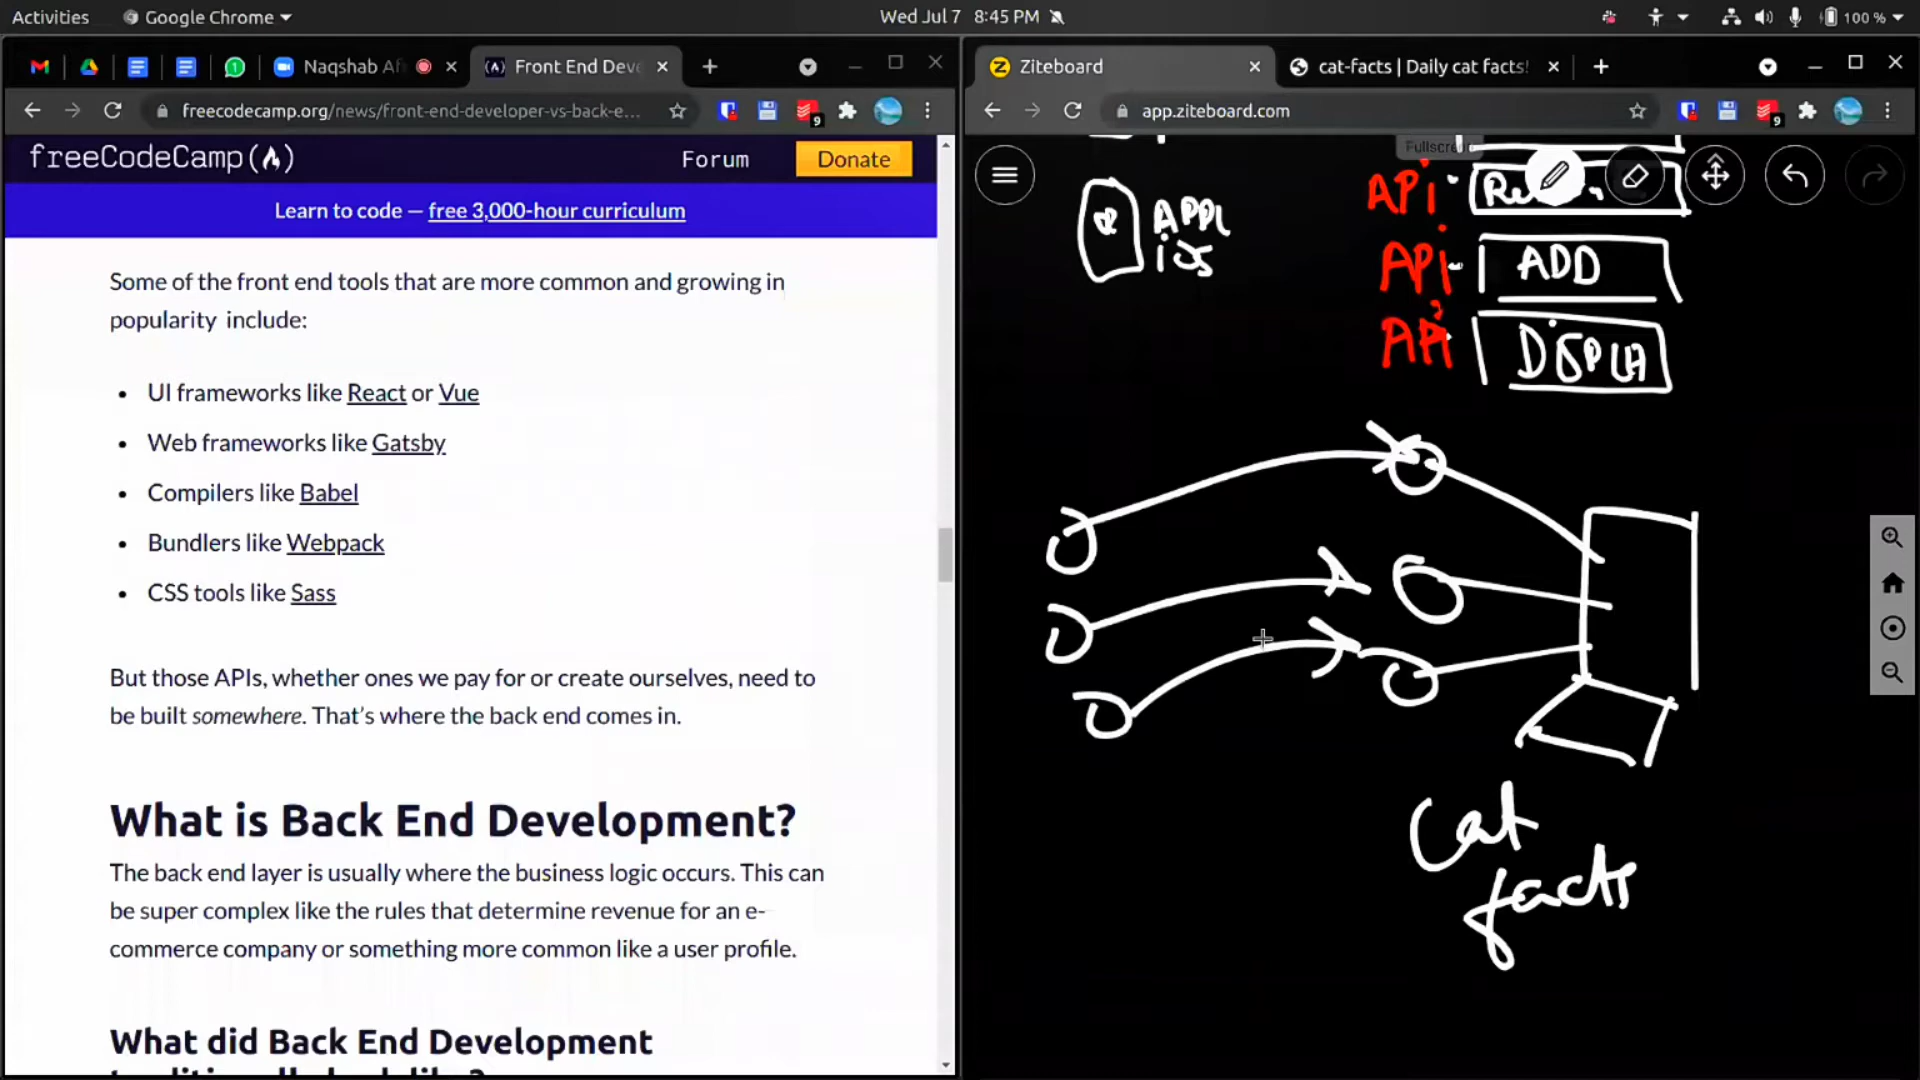 Activities Google Chrome Wed Jul 7 8:45 PM 100 %
Naqshab Af
Front End Deve
Ziteboard
cat-facts | Daily cat facts!
freecodecamp.org/news/front-end-developer-vs-back-e...
9
app.ziteboard.com
9
freeCodeCamp
Forum
Donate
Learn to code — free 3,000-hour curriculum
Some of the front end tools that are more common and growing in
popularity include:
• UI frameworks like React or Vue
• Web frameworks like Gatsby
• Compilers like Babel
• Bundlers like Webpack
• CSS tools like Sass
But those APIs, whether ones we pay for or create ourselves, need to
be built somewhere. That's where the back end comes in.
What is Back End Development?
The back end layer is usually where the business logic occurs. This can
be super complex like the rules that determine revenue for an e-
commerce company or something more common like a user profile.
What did Back End Development
Fullscreen
APi
APi
ADD
DiSPLA
Cat
facts